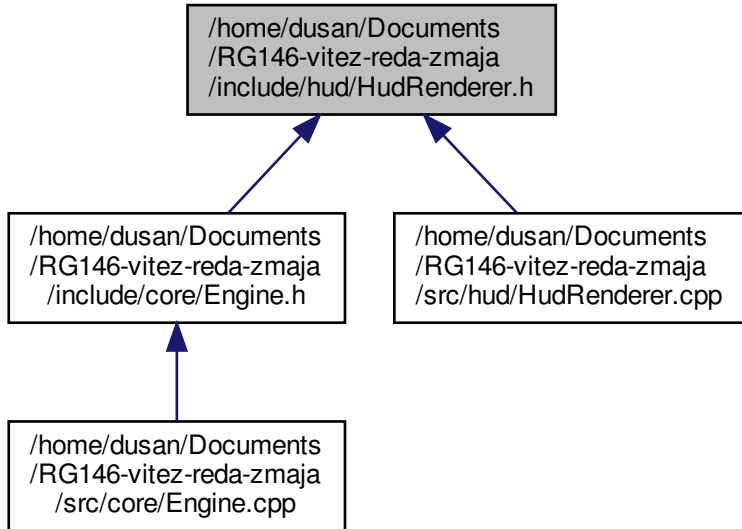 /home/dusan/Documents
/RG146-vitez-reda-zmaja
/include/hud/HudRenderer.h
/home/dusan/Documents
/RG146-vitez-reda-zmaja
/include/core/Engine.h
/home/dusan/Documents
/RG146-vitez-reda-zmaja
/src/hud/HudRenderer.cpp
/home/dusan/Documents
/RG146-vitez-reda-zmaja
/src/core/Engine.cpp